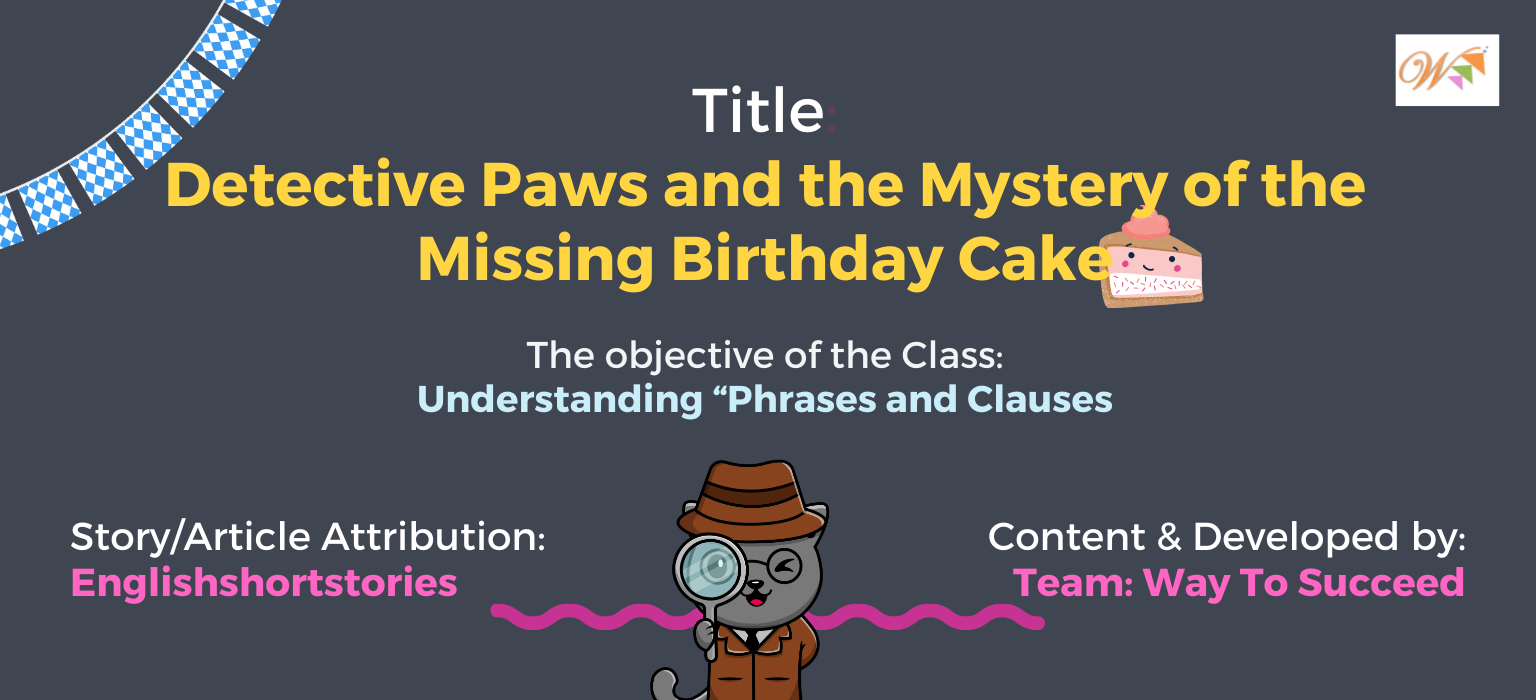 Title:
Detective Paws and the Mystery of the
Missing Birthday Cake
The objective of the Class:
Understanding “Phrases and Clauses
Story/Article Attribution:
Englishshortstories
Content & Developed by:
Team: Way To Succeed
W